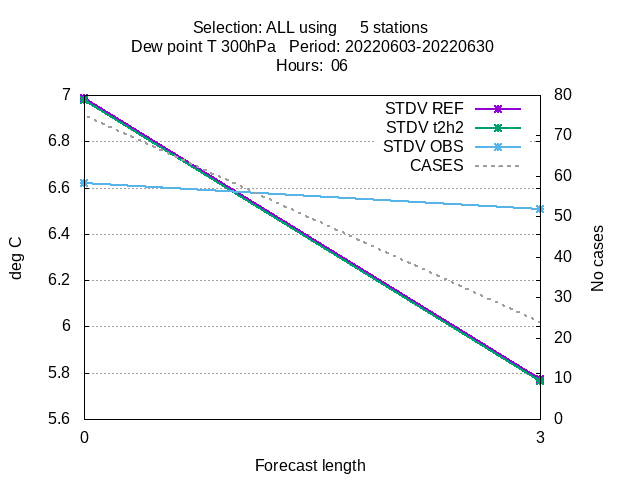 Selection: ALL using     5 stations
Dew point T 300hPa   Period: 20220603-20220630
Hours:  06
STDV REF
STDV t2h2
STDV OBS
CASES
7
6.8
6.6
6.4
6.2
6
5.8
5.6
80
70
60
50
40
30
20
10
0
deg C
No cases
0
3
Forecast length